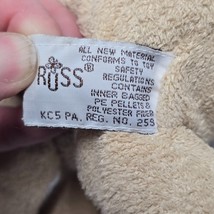 ALL NEW MATERIAL
CONFORMS TO TOY
SAFETY
REGULATIONS
CONTAINS
INNER BAGGED
PE PELLETS &
POLYESTER FIBER
KC5 PA. REG. NO. 255
RUSS®